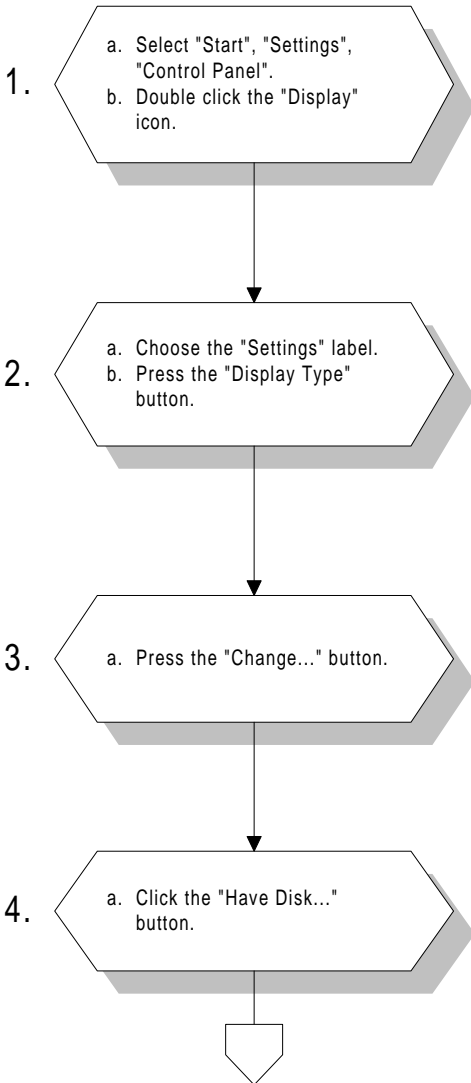 1.
a. Select "Start", "Settings",
"Control Panel".
b. Double click the "Display"
icon.
2.
a. Choose the "Settings" label.
b. Press the "Display Type"
button.
3.
a. Press the "Change..." button.
4.
a. Click the "Have Disk..."
button.